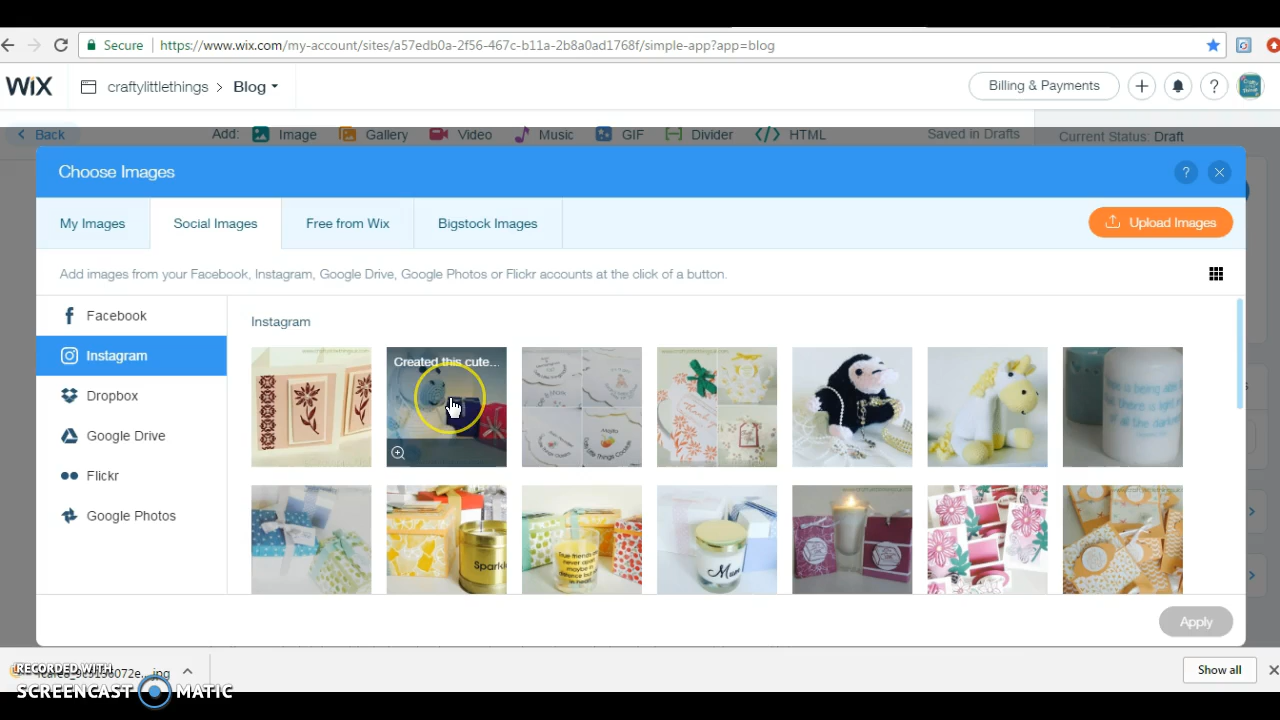 Secure | https://www.wix.com/my-account/sites/a57edb0a-2f56-467c-b11a-2b8a0ad1768f/simple-app?app=blog
WiX craftylittlethings > Blog Billing & Payments
Back Add: Image Gallery Video Music GIF Divider HTML Saved in Drafts Current Status: Draft
Choose Images
My Images Social Images Free from Wix Bigstock Images Upload Images
Add images from your Facebook, Instagram, Google Drive, Google Photos or Flickr accounts at the click of a button.
Facebook
Instagram
Dropbox
Google Drive
Flickr
Google Photos
Instagram
Created this cute...
Sparkl
True friends
Mum
Apply
RECORDED WITH
SCREENCAST MATIC
Show all